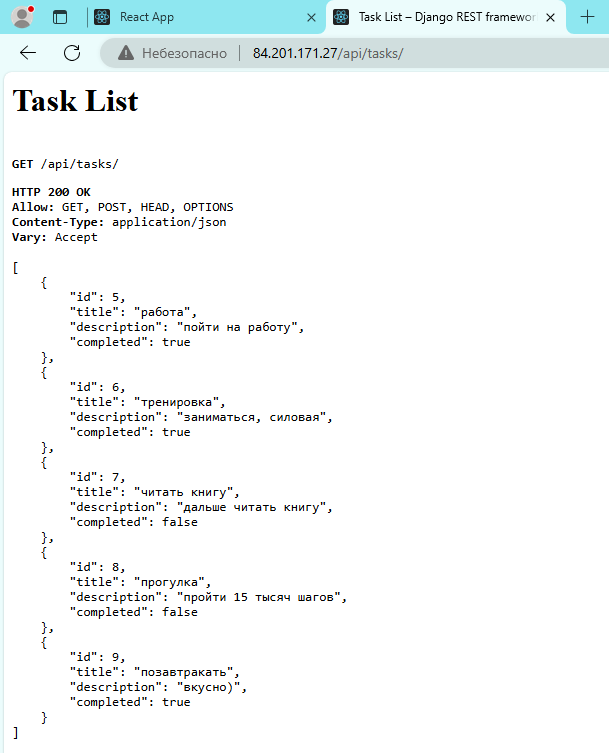 React App
Task List – Django REST framewor
Небезопасно
84.201.171.27/api/tasks/
Task List
GET /api/tasks/
HTTP 200 OK
Allow: GET, POST, HEAD, OPTIONS
Content-Type: application/json
Vary: Accept
[
    {
        "id": 5,
        "title": "работа",
        "description": "пойти на работу",
        "completed": true
    },
    {
        "id": 6,
        "title": "тренировка",
        "description": "заниматься, силовая",
        "completed": true
    },
    {
        "id": 7,
        "title": "читать книгу",
        "description": "дальше читать книгу",
        "completed": false
    },
    {
        "id": 8,
        "title": "прогулка",
        "description": "пройти 15 тысяч шагов",
        "completed": false
    },
    {
        "id": 9,
        "title": "позавтракать",
        "description": "вкусно)",
        "completed": true
    }
]